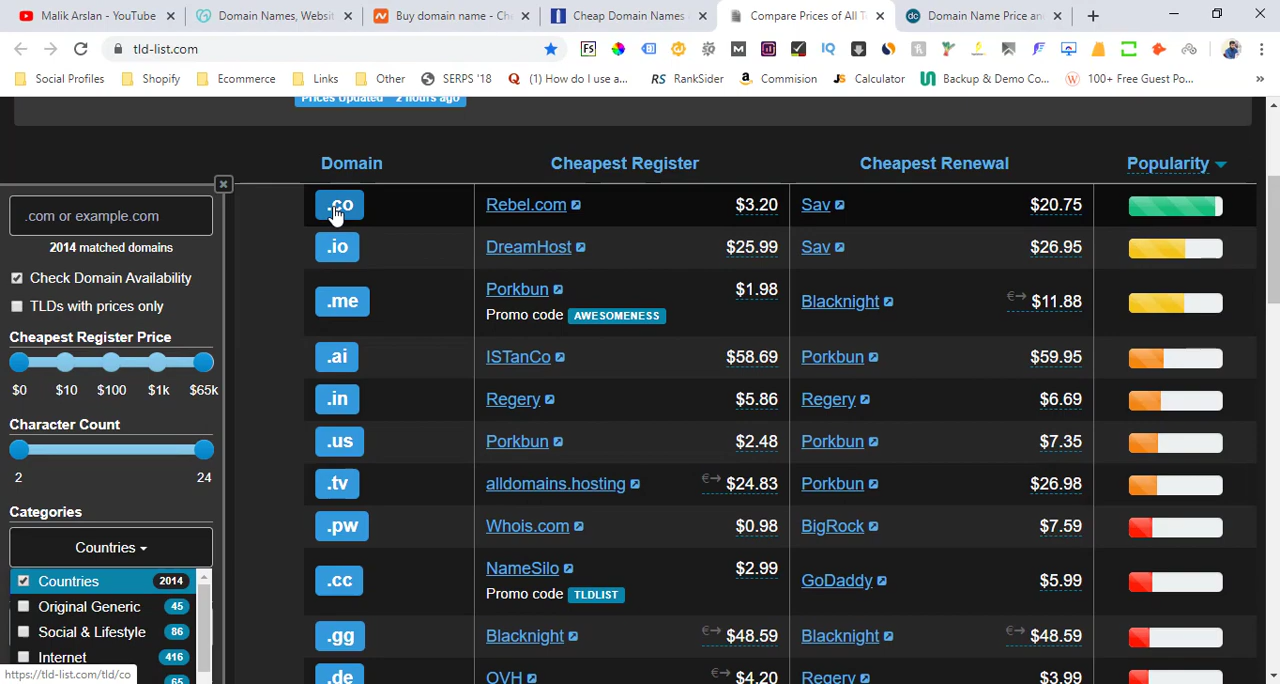 Malik Arslan - YouTube
Domain Names, Websit
Buy domain name - Ch
Cheap Domain Names
Compare Prices of All T
Domain Name Price an
tld-list.com
Social Profiles
Shopify
Ecommerce
Links
Other
SERPS '18
(1) How do I use a...
RS RankSider
Commision
Calculator
Backup & Demo Co...
100+ Free Guest Po...
Prices Updated 2 hours ago
Domain
Cheapest Register
Cheapest Renewal
Popularity
.com or example.com
2014 matched domains
Check Domain Availability
TLDs with prices only
Cheapest Register Price
$0 $10 $100 $1k $65k
Character Count
2 24
Categories
Countries
Countries 2014
Original Generic 45
Social & Lifestyle 86
Internet 416
65
.co Rebel.com $3.20 Sav $20.75
.io DreamHost $25.99 Sav $26.95
.me Porkbun $1.98 Blacknight €→ $11.88
Promo code AWESOMENESS
.ai ISTanCo $58.69 Porkbun $59.95
.in Regery $5.86 Regery $6.69
.us Porkbun $2.48 Porkbun $7.35
.tv alldomains.hosting €→ $24.83 Porkbun $26.98
.pw Whois.com $0.98 BigRock $7.59
.cc NameSilo $2.99 GoDaddy $5.99
Promo code TLDLIST
.gg Blacknight €→ $48.59 Blacknight €→ $48.59
.de OVH €→ $4.20 Regery $3.99
https://tld-list.com/tld/co